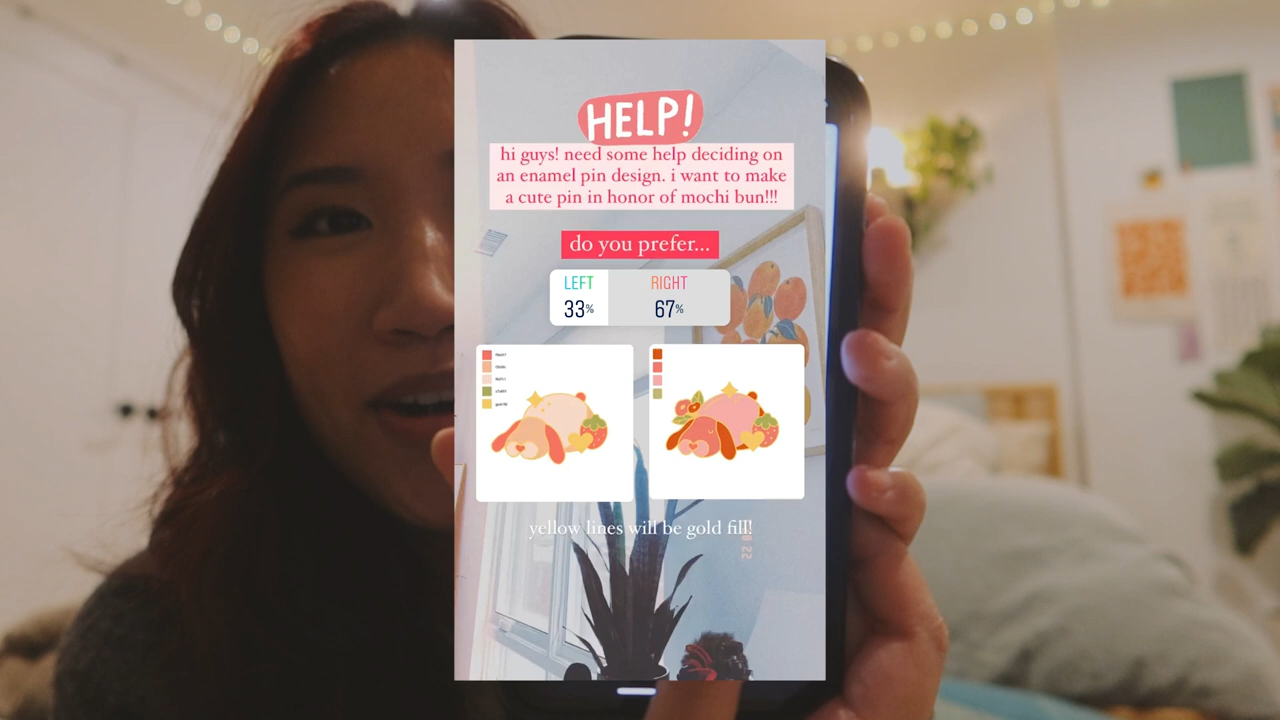 HELP!
hi guys! need some help deciding on
an enamel pin design. i want to make
a cute pin in honor of mochi bun!!!
do you prefer...
LEFT
RIGHT
33%
67%
yellow lines will be gold fill!
22